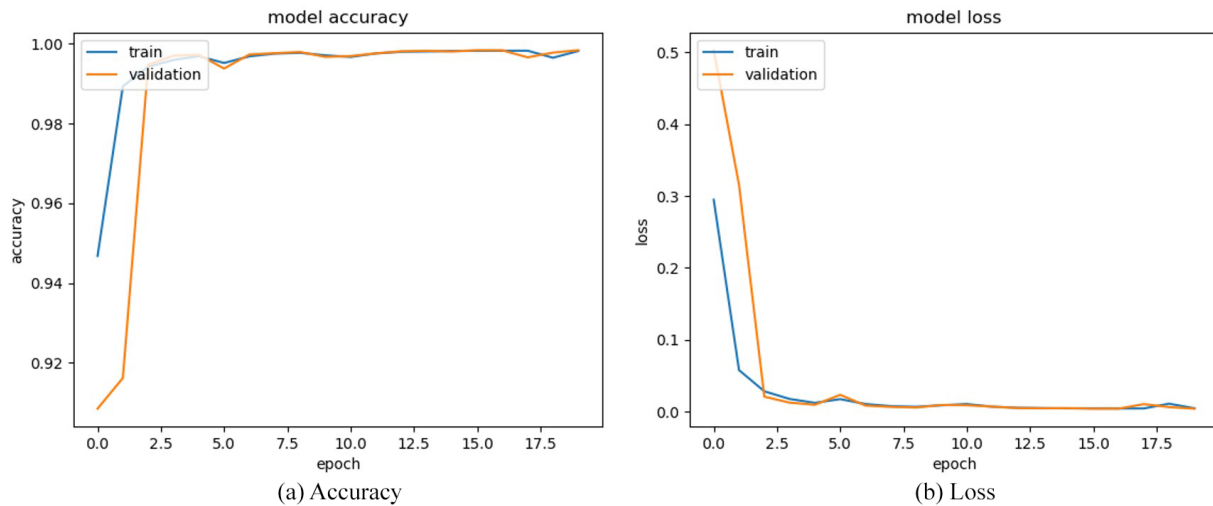 model accuracy
train
validation
1.00
0.98
0.96
0.94
0.92
accuracy
0.0 2.5 5.0 7.5 10.0 12.5 15.0 17.5
epoch
(a) Accuracy
model loss
train
validation
0.5
0.4
0.3
0.2
0.1
0.0
loss
0.0 2.5 5.0 7.5 10.0 12.5 15.0 17.5
epoch
(b) Loss